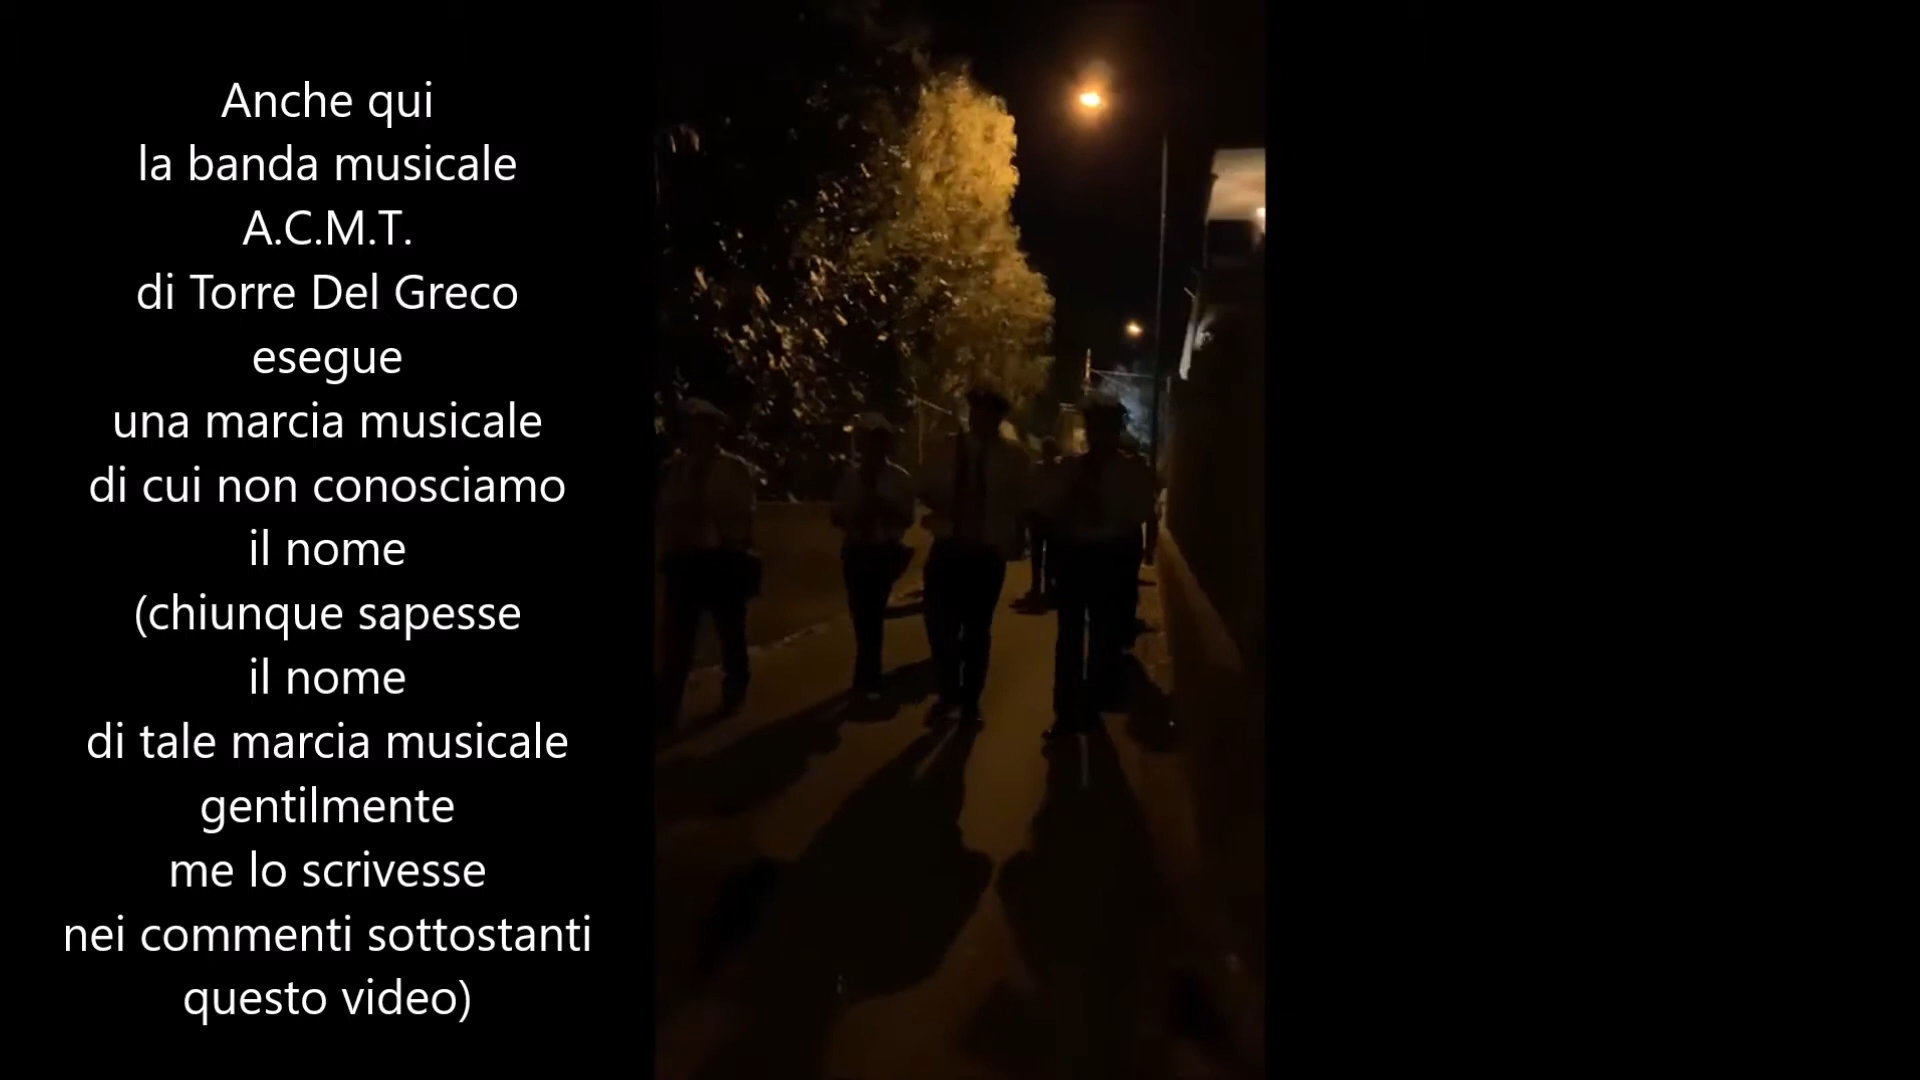 Anche qui
la banda musicale
A.C.M.T.
di Torre Del Greco
esegue
una marcia musicale
di cui non conosciamo
il nome
(chiunque sapesse
il nome
di tale marcia musicale
gentilmente
me lo scrivesse
nei commenti sottostanti
questo video)